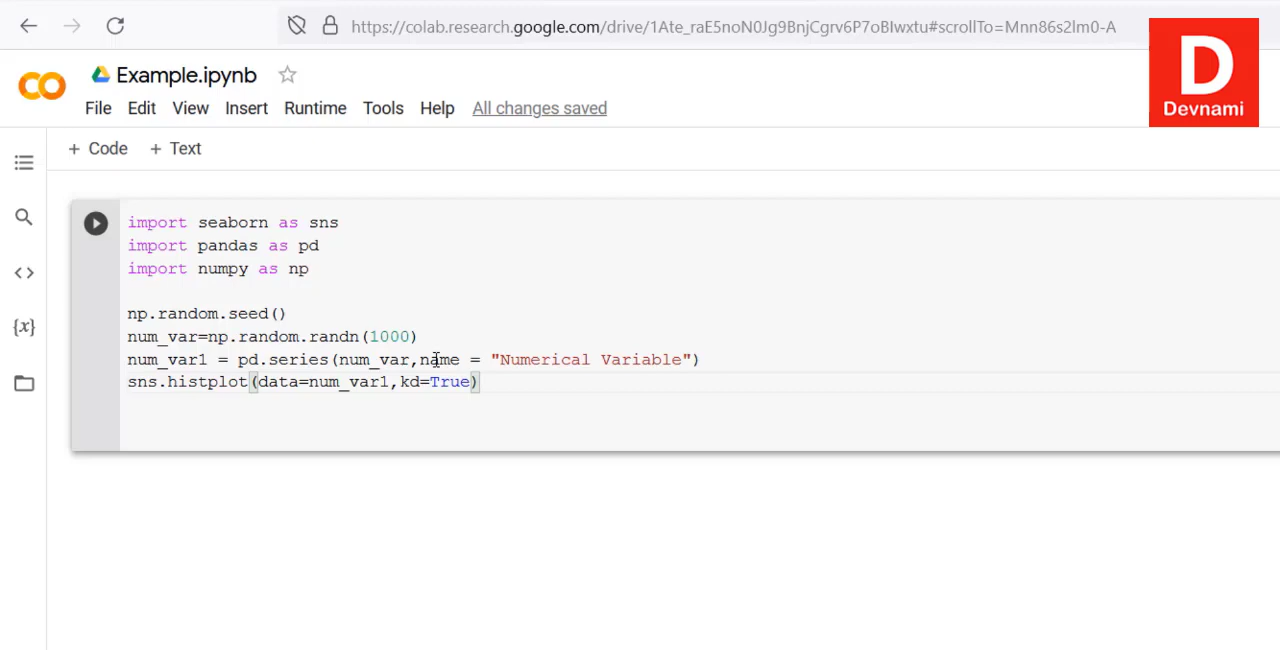 https://colab.research.google.com/drive/1Ate_raE5noN0Jg9BnjCgrv6P7oBIwxtu#scrollTo=Mnn86s2lm0-A
D
Devnami
CO
Example.ipynb
File Edit View Insert Runtime Tools Help All changes saved
+ Code + Text
import seaborn as sns
import pandas as pd
import numpy as np
np.random.seed()
num_var=np.random.randn(1000)
num_var1 = pd.series(num_var,name = "Numerical Variable")
sns.histplot(data=num_var1,kd=True)
{x}